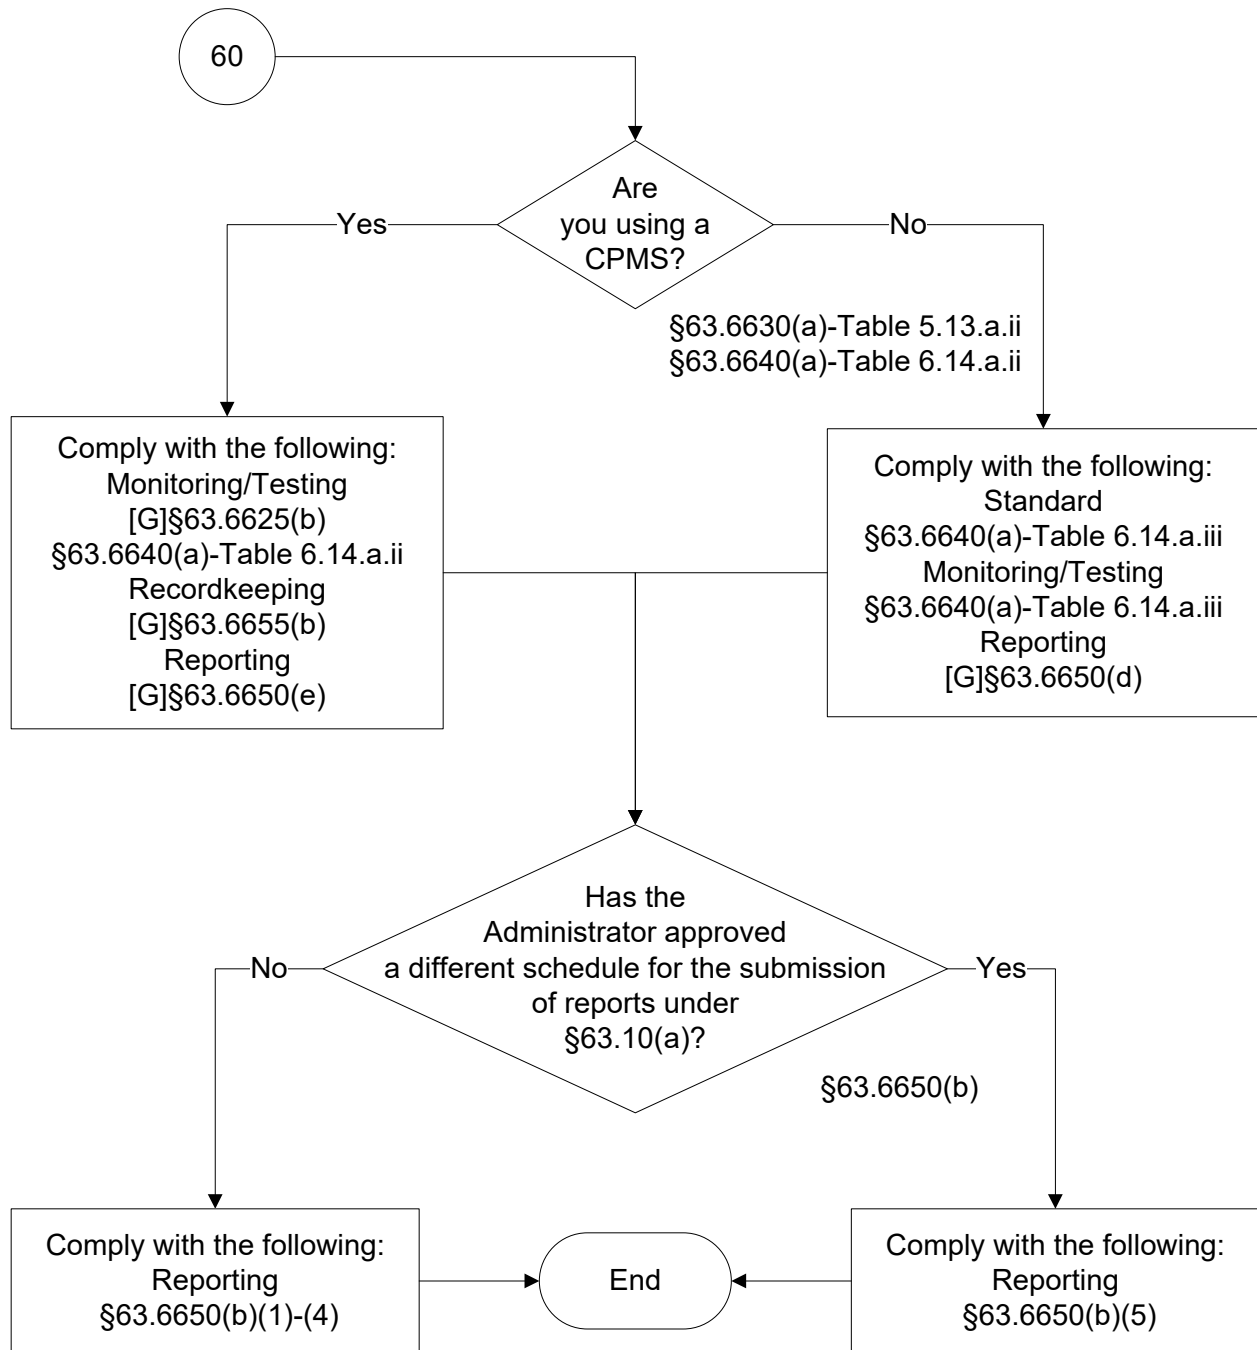 60
Are
you using a
CPMS?
Yes
No
§63.6630(a)-Table 5.13.a.ii
§63.6640(a)-Table 6.14.a.ii
Comply with the following:
Monitoring/Testing
[G]§63.6625(b)
§63.6640(a)-Table 6.14.a.ii
Recordkeeping
[G]§63.6655(b)
Reporting
[G]§63.6650(e)
Comply with the following:
Standard
§63.6640(a)-Table 6.14.a.iii
Monitoring/Testing
§63.6640(a)-Table 6.14.a.iii
Reporting
[G]§63.6650(d)
Has the
Administrator approved
a different schedule for the submission
of reports under
§63.10(a)?
No
Yes
§63.6650(b)
Comply with the following:
Reporting
§63.6650(b)(1)-(4)
End
Comply with the following:
Reporting
§63.6650(b)(5)